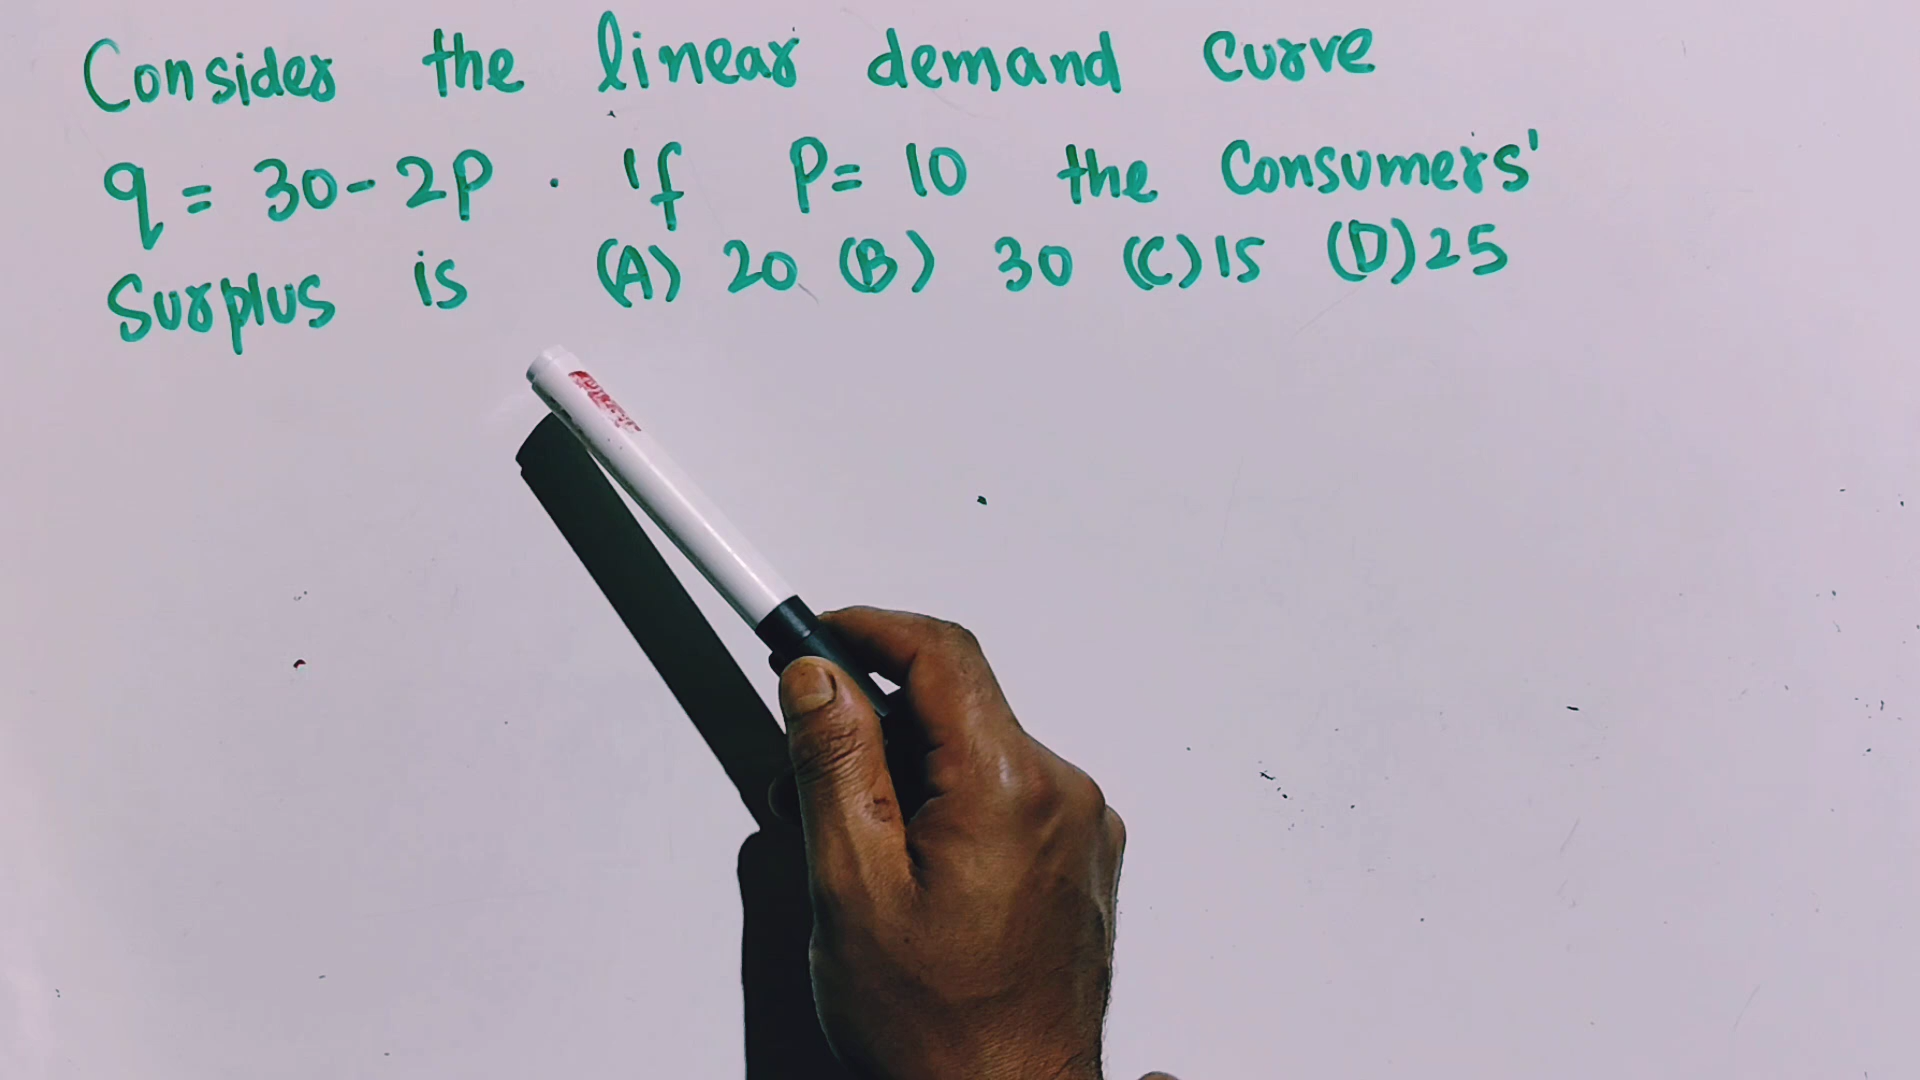 Consider the linear demand curve
q = 30-2p . if P= 10 the Consumers'
Surplus is (A) 20 (B) 30 (C) 15 (D) 25